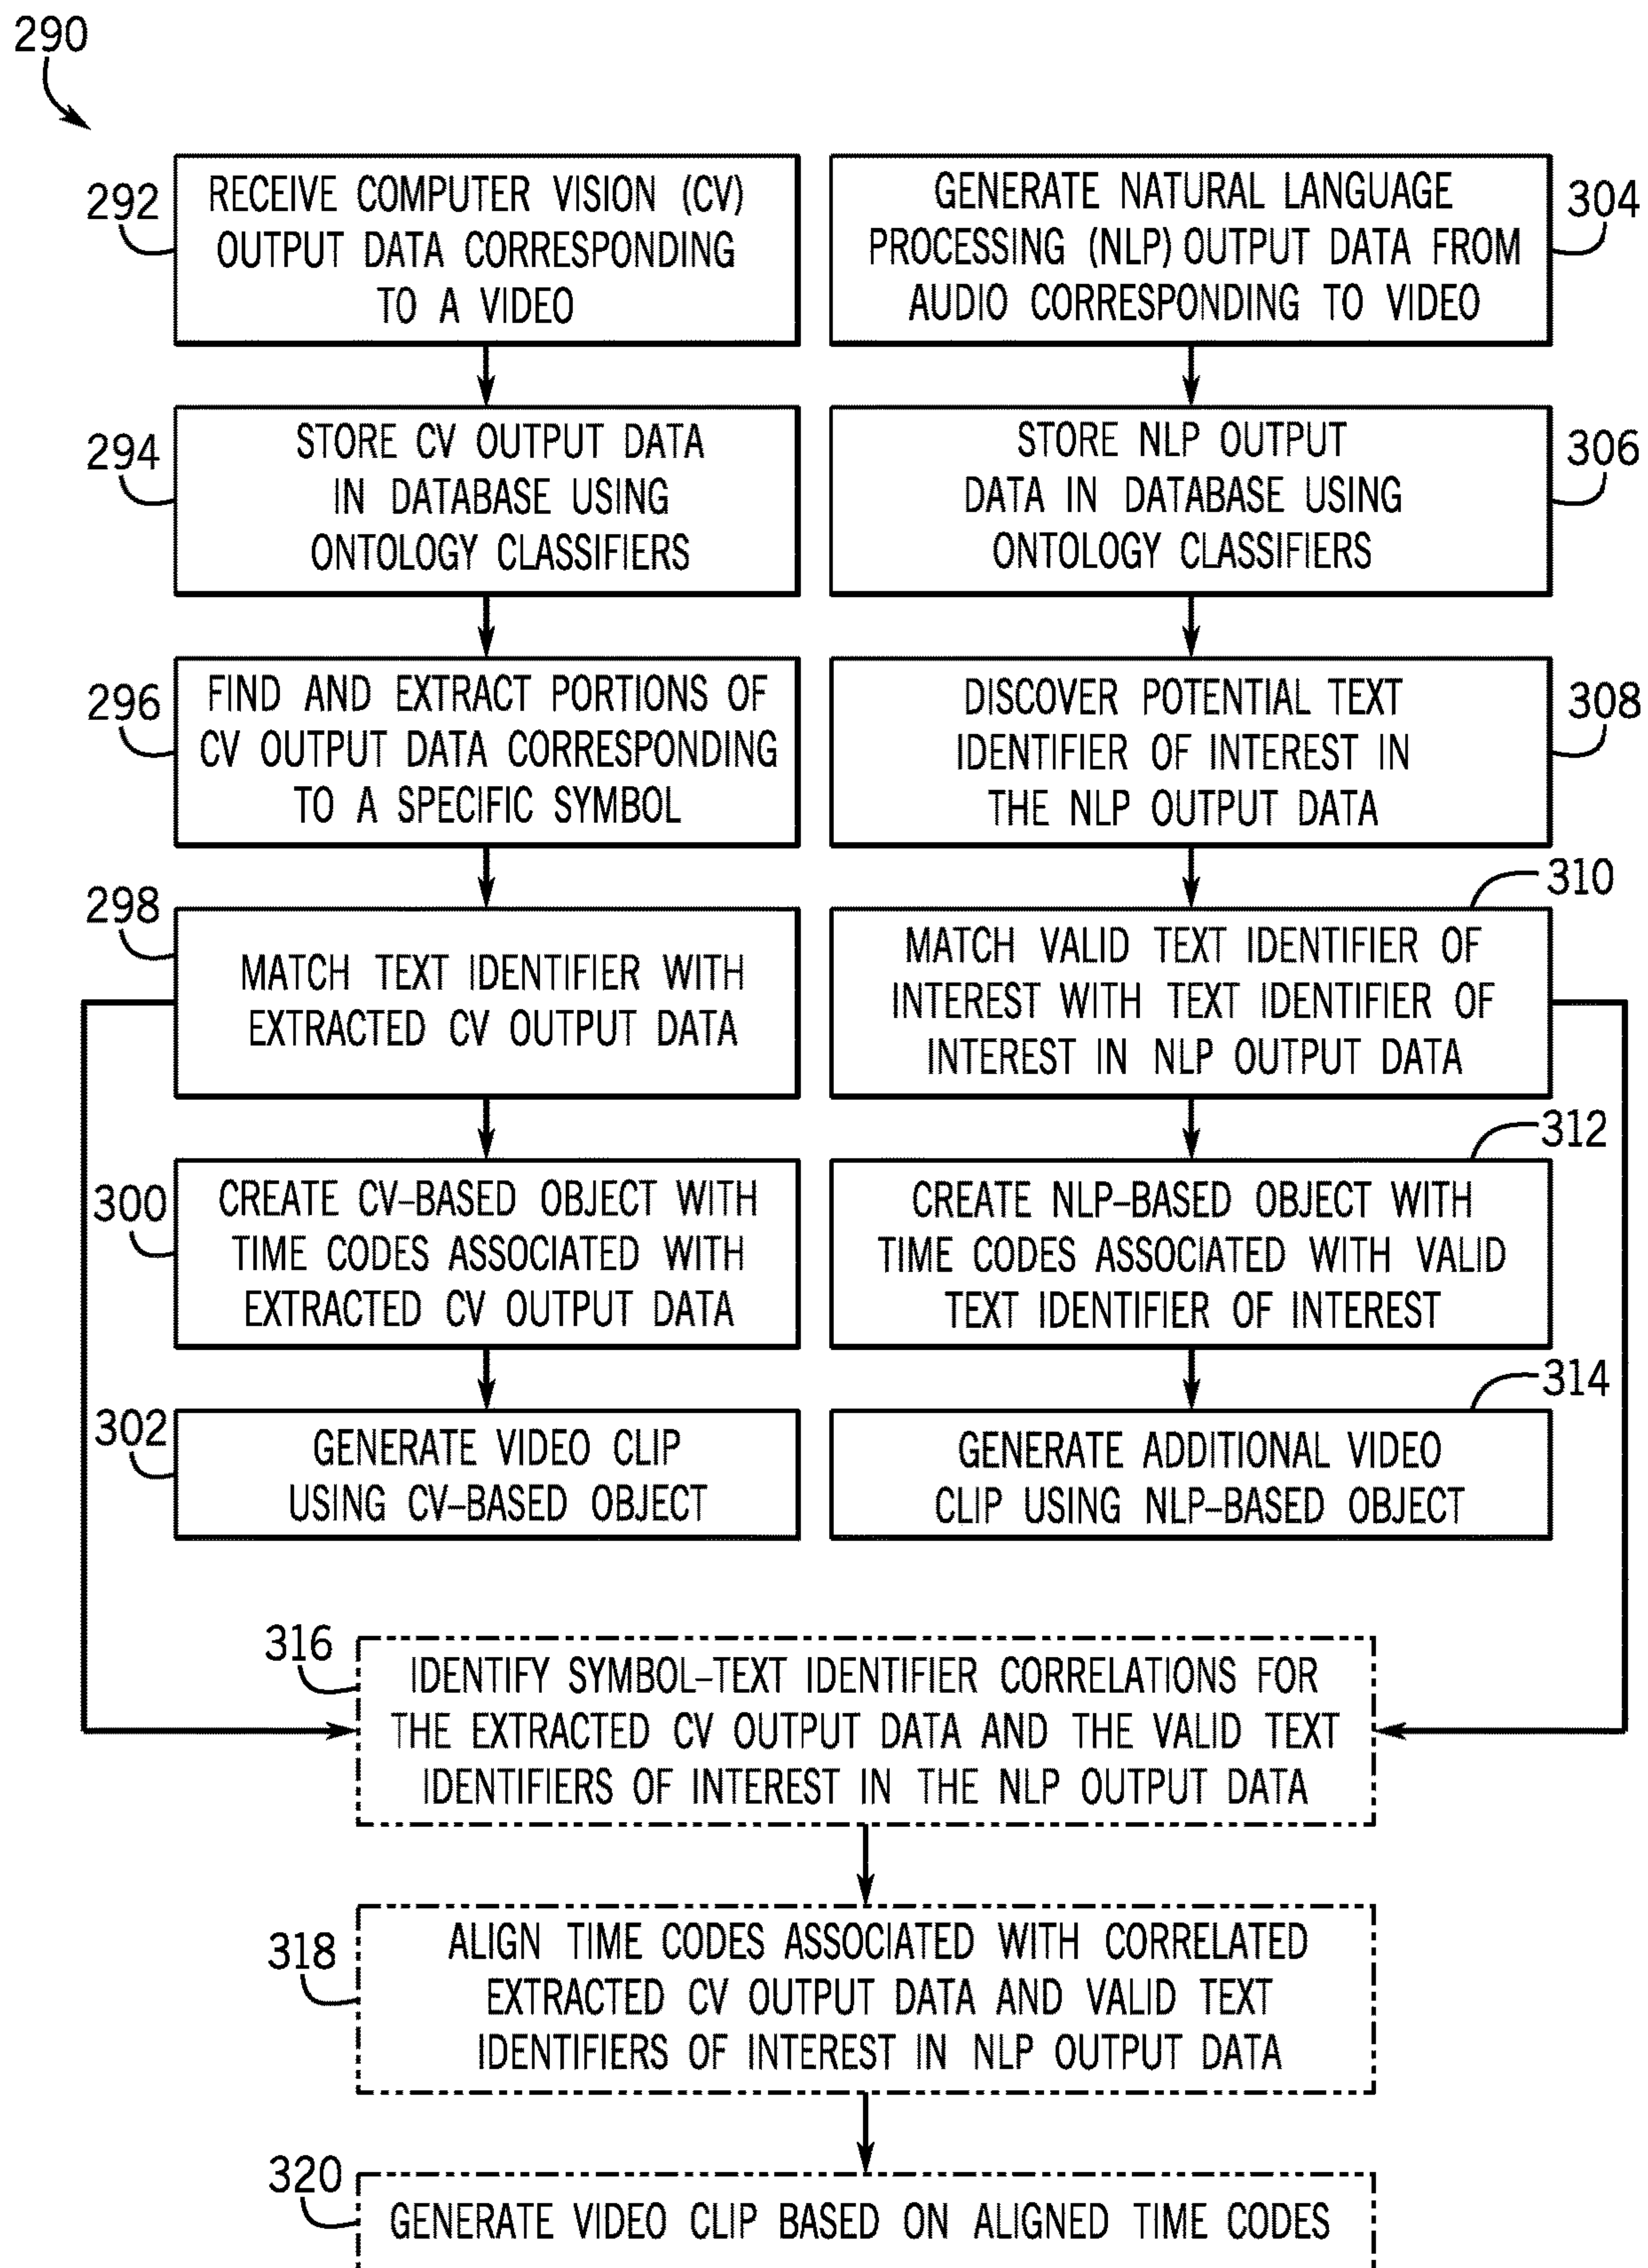 290
292
RECEIVE COMPUTER VISION (CV)
OUTPUT DATA CORRESPONDING
TO A VIDEO
294
STORE CV OUTPUT DATA
IN DATABASE USING
ONTOLOGY CLASSIFIERS
296
FIND AND EXTRACT PORTIONS OF
CV OUTPUT DATA CORRESPONDING
TO A SPECIFIC SYMBOL
298
MATCH TEXT IDENTIFIER WITH
EXTRACTED CV OUTPUT DATA
300
CREATE CV-BASED OBJECT WITH
TIME CODES ASSOCIATED WITH
EXTRACTED CV OUTPUT DATA
302
GENERATE VIDEO CLIP
USING CV-BASED OBJECT
304
GENERATE NATURAL LANGUAGE
PROCESSING (NLP) OUTPUT DATA FROM
AUDIO CORRESPONDING TO VIDEO
306
STORE NLP OUTPUT
DATA IN DATABASE USING
ONTOLOGY CLASSIFIERS
308
DISCOVER POTENTIAL TEXT
IDENTIFIER OF INTEREST IN
THE NLP OUTPUT DATA
310
MATCH VALID TEXT IDENTIFIER OF
INTEREST WITH TEXT IDENTIFIER OF
INTEREST IN NLP OUTPUT DATA
312
CREATE NLP-BASED OBJECT WITH
TIME CODES ASSOCIATED WITH VALID
TEXT IDENTIFIER OF INTEREST
314
GENERATE ADDITIONAL VIDEO
CLIP USING NLP-BASED OBJECT
316
IDENTIFY SYMBOL-TEXT IDENTIFIER CORRELATIONS FOR
THE EXTRACTED CV OUTPUT DATA AND THE VALID TEXT
IDENTIFIERS OF INTEREST IN THE NLP OUTPUT DATA
318
ALIGN TIME CODES ASSOCIATED WITH CORRELATED
EXTRACTED CV OUTPUT DATA AND VALID TEXT
IDENTIFIERS OF INTEREST IN NLP OUTPUT DATA
320
GENERATE VIDEO CLIP BASED ON ALIGNED TIME CODES